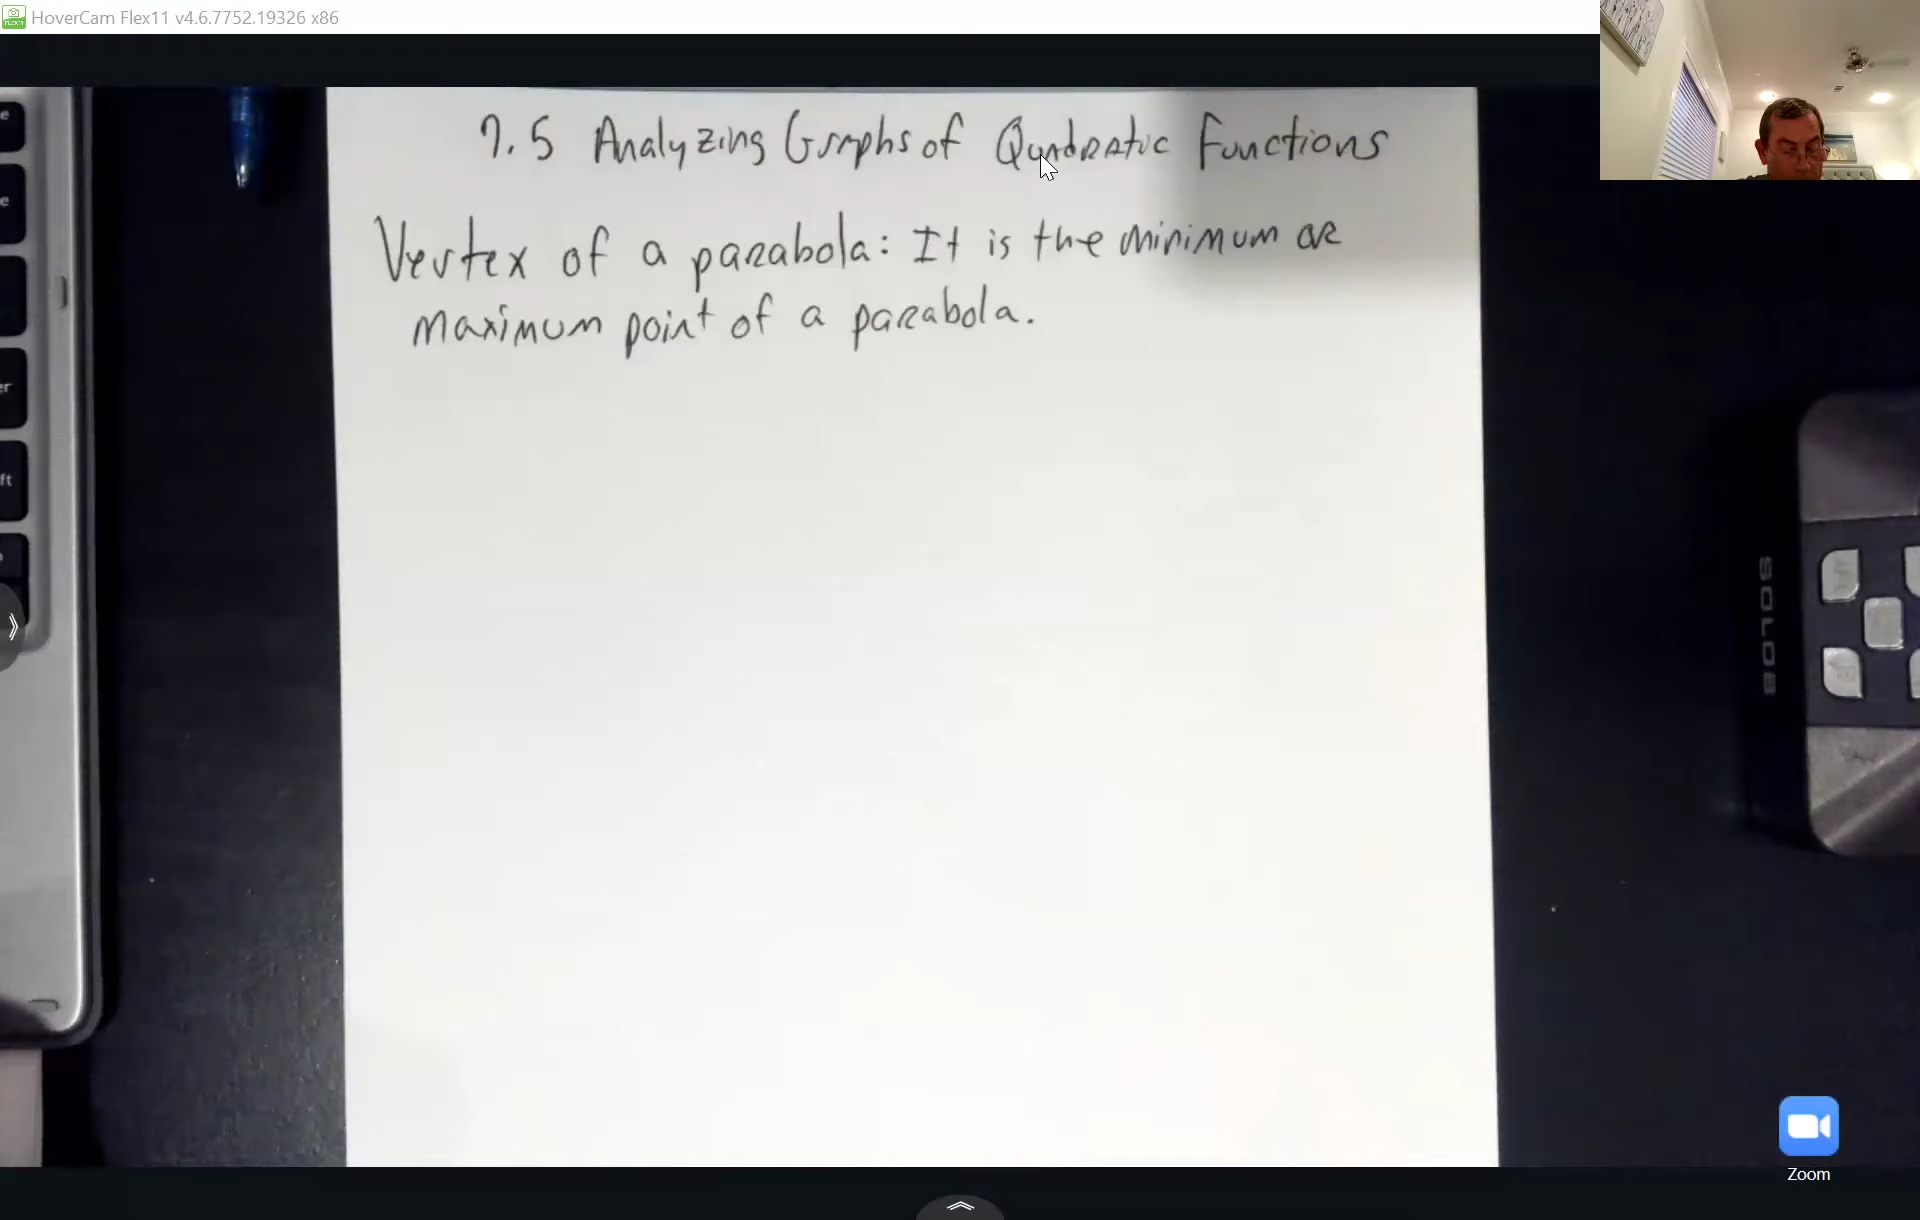 HoverCam Flex11 v4.6.7752.19326 x86
7.5 Analyzing Graphs of Quadratic Functions
Vertex of a parabola: It is the minimum or
maximum point of a parabola.
SOLO8
Zoom